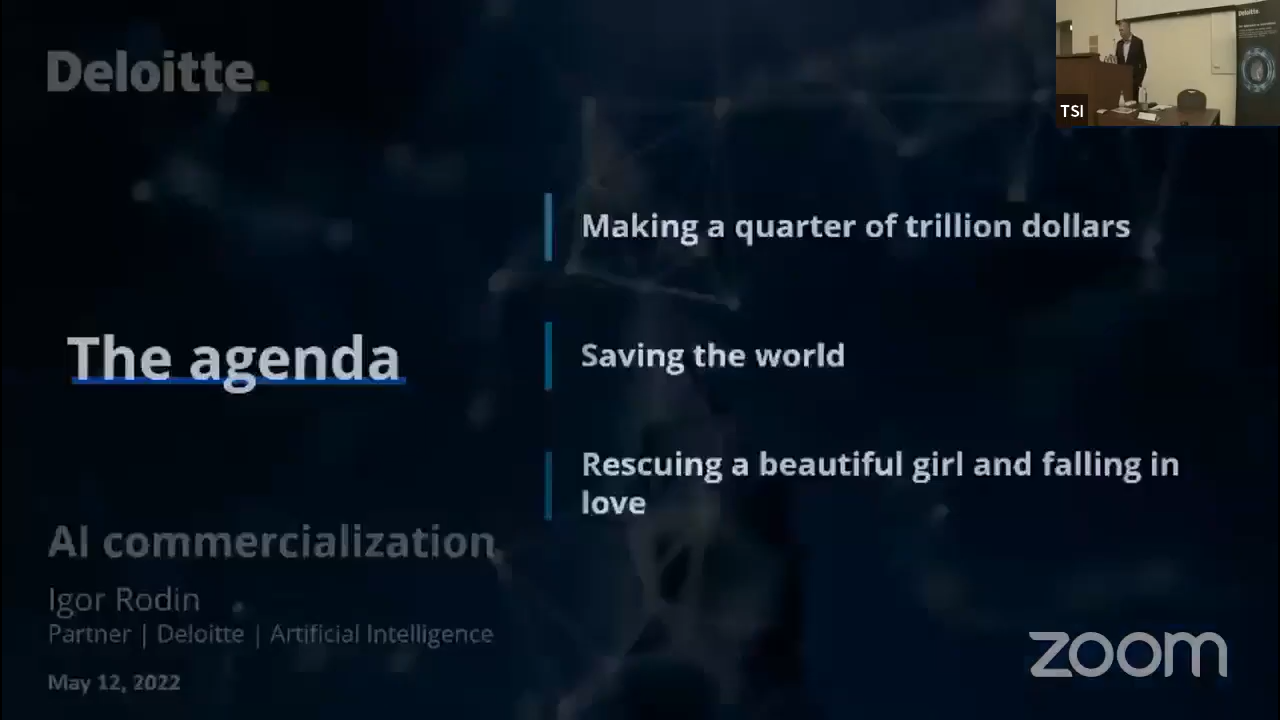 Deloitte.
TSI
Deloitte.
Making a quarter of trillion dollars
The agenda
Saving the world
Rescuing a beautiful girl and falling in
love
AI commercialization
Igor Rodin
Partner | Deloitte | Artificial Intelligence
May 12, 2022
zoom